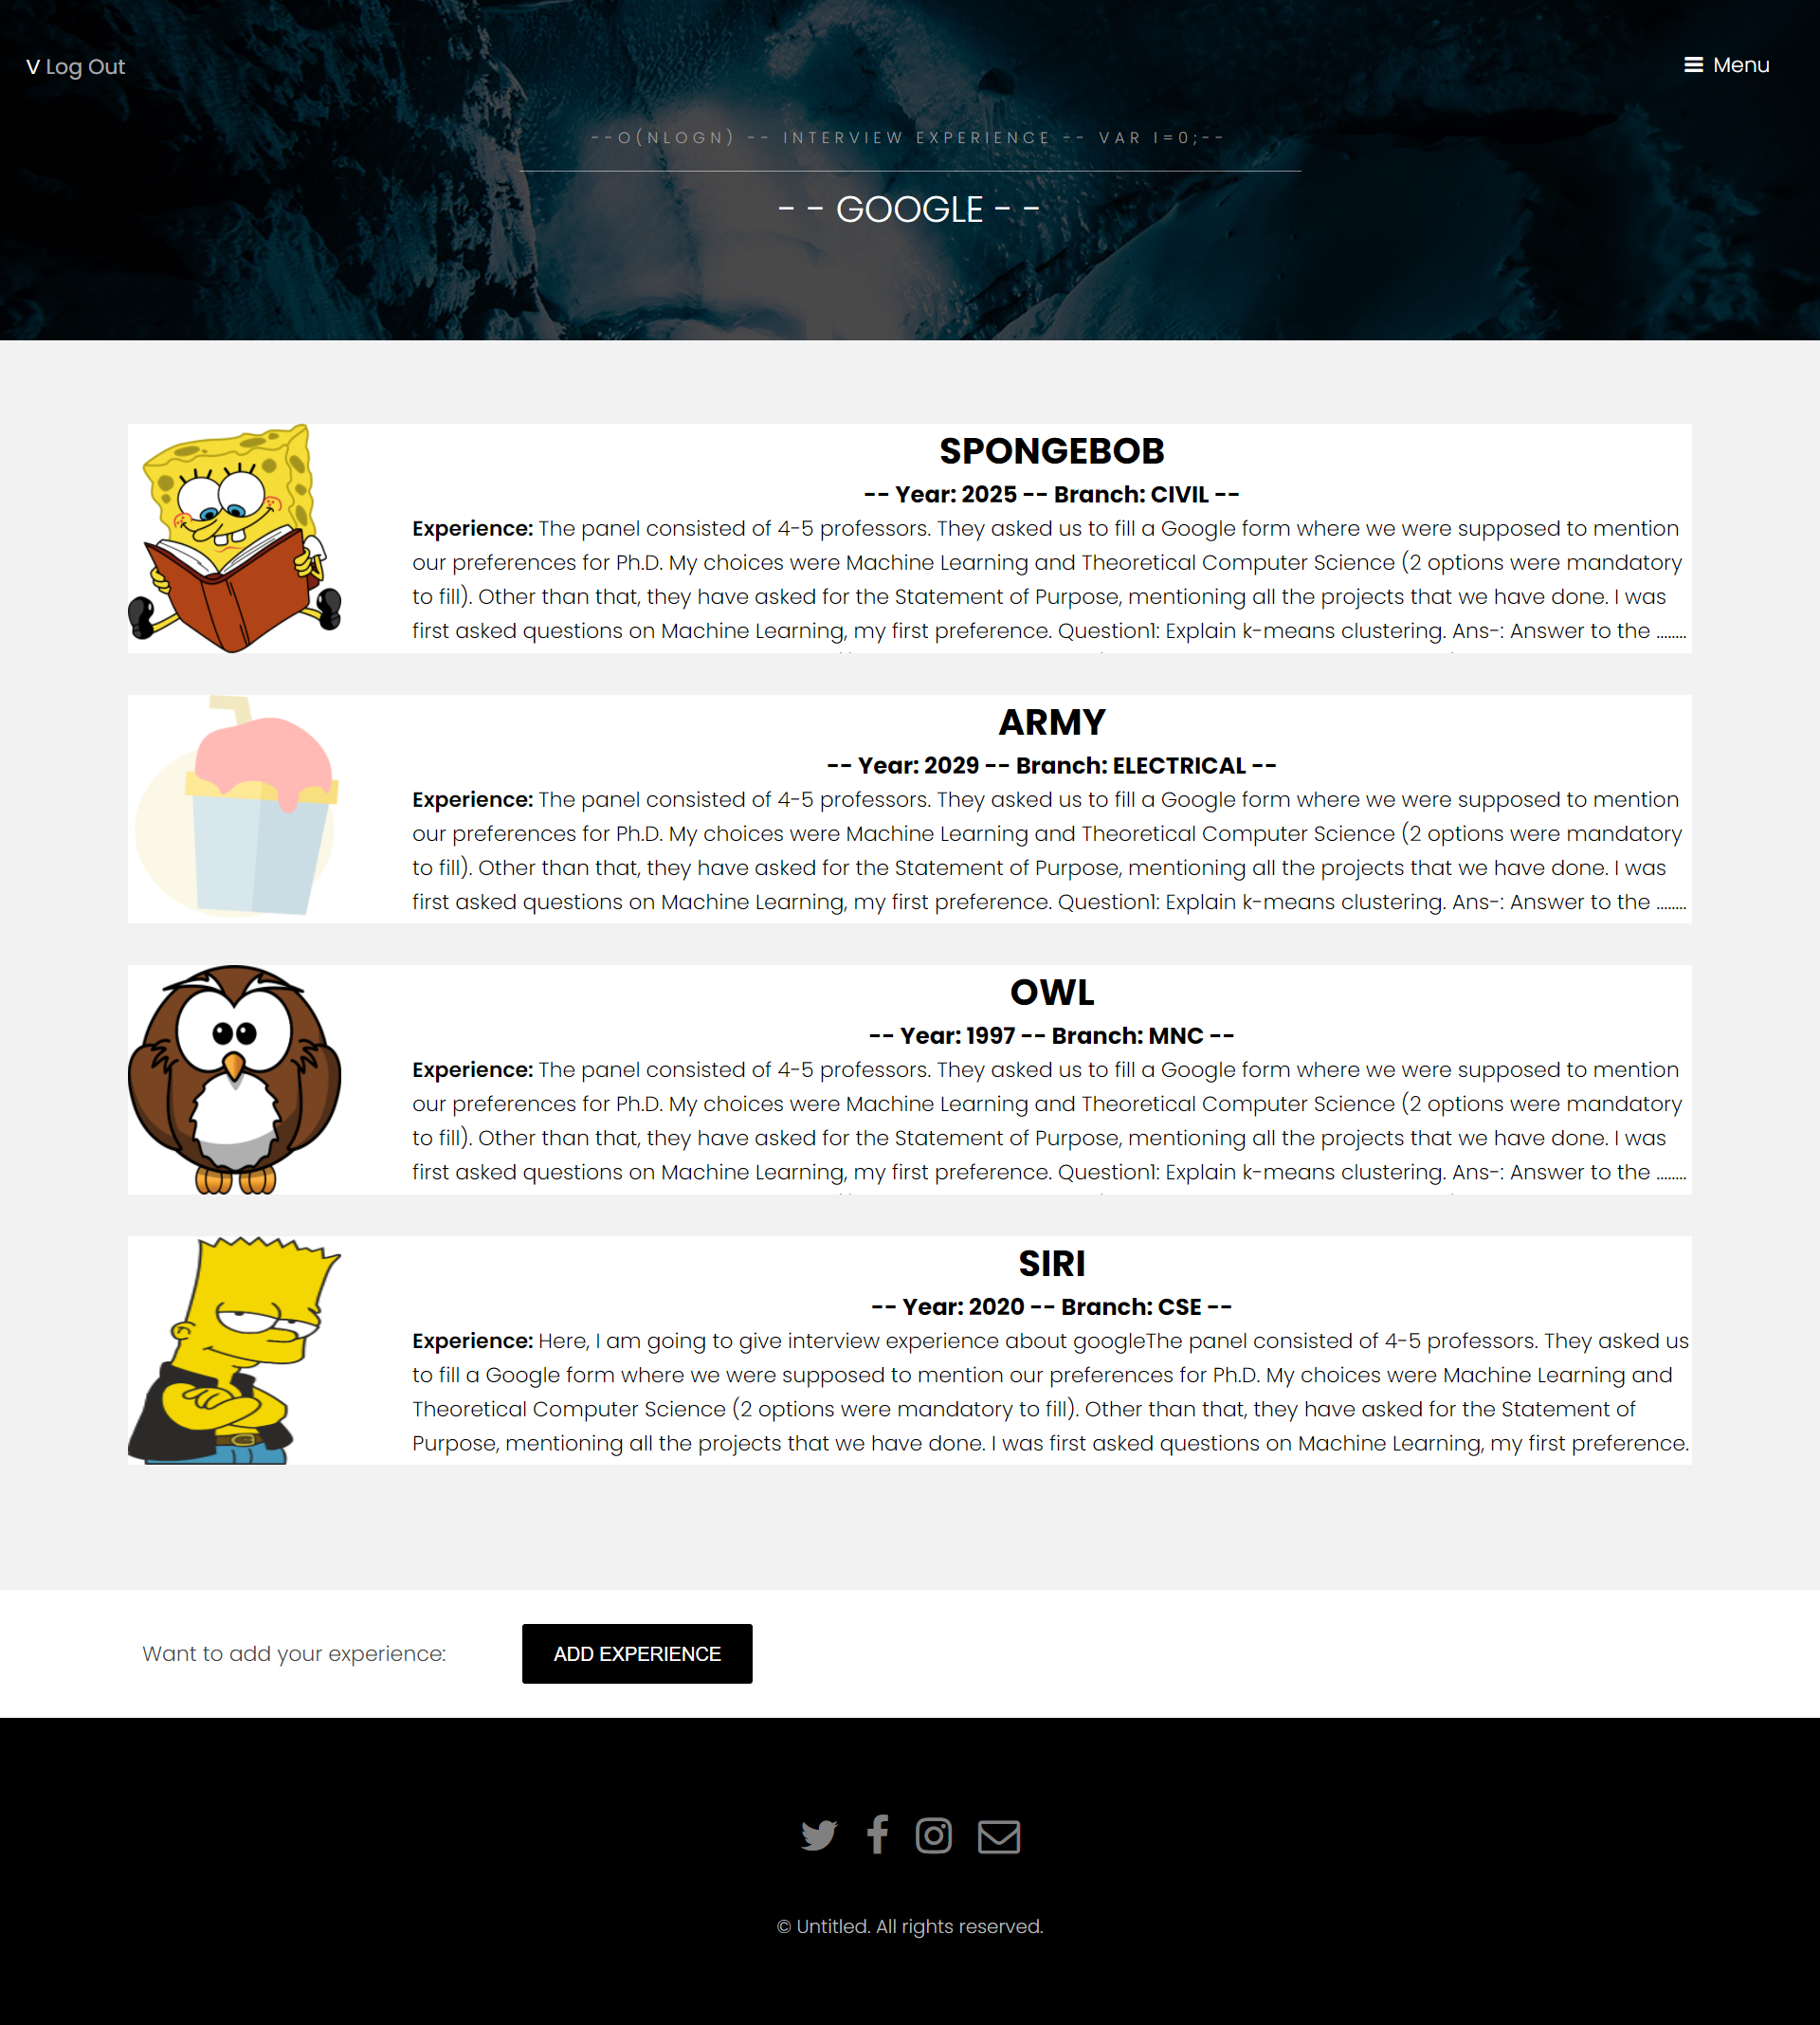 V Log Out
Menu
--O(NLOGN) -- INTERVIEW EXPERIENCE -- VAR I=0;--
- - GOOGLE - -
SPONGEBOB
-- Year: 2025 -- Branch: CIVIL --
Experience: The panel consisted of 4-5 professors. They asked us to fill a Google form where we were supposed to mention
our preferences for Ph.D. My choices were Machine Learning and Theoretical Computer Science (2 options were mandatory
to fill). Other than that, they have asked for the Statement of Purpose, mentioning all the projects that we have done. I was
first asked questions on Machine Learning, my first preference. Question1: Explain k-means clustering. Ans-: Answer to the ........
ARMY
-- Year: 2029 -- Branch: ELECTRICAL --
Experience: The panel consisted of 4-5 professors. They asked us to fill a Google form where we were supposed to mention
our preferences for Ph.D. My choices were Machine Learning and Theoretical Computer Science (2 options were mandatory
to fill). Other than that, they have asked for the Statement of Purpose, mentioning all the projects that we have done. I was
first asked questions on Machine Learning, my first preference. Question1: Explain k-means clustering. Ans-: Answer to the ........
OWL
-- Year: 1997 -- Branch: MNC --
Experience: The panel consisted of 4-5 professors. They asked us to fill a Google form where we were supposed to mention
our preferences for Ph.D. My choices were Machine Learning and Theoretical Computer Science (2 options were mandatory
to fill). Other than that, they have asked for the Statement of Purpose, mentioning all the projects that we have done. I was
first asked questions on Machine Learning, my first preference. Question1: Explain k-means clustering. Ans-: Answer to the ........
SIRI
-- Year: 2020 -- Branch: CSE --
Experience: Here, I am going to give interview experience about googleThe panel consisted of 4-5 professors. They asked us
to fill a Google form where we were supposed to mention our preferences for Ph.D. My choices were Machine Learning and
Theoretical Computer Science (2 options were mandatory to fill). Other than that, they have asked for the Statement of
Purpose, mentioning all the projects that we have done. I was first asked questions on Machine Learning, my first preference.
Want to add your experience:
ADD EXPERIENCE
© Untitled. All rights reserved.